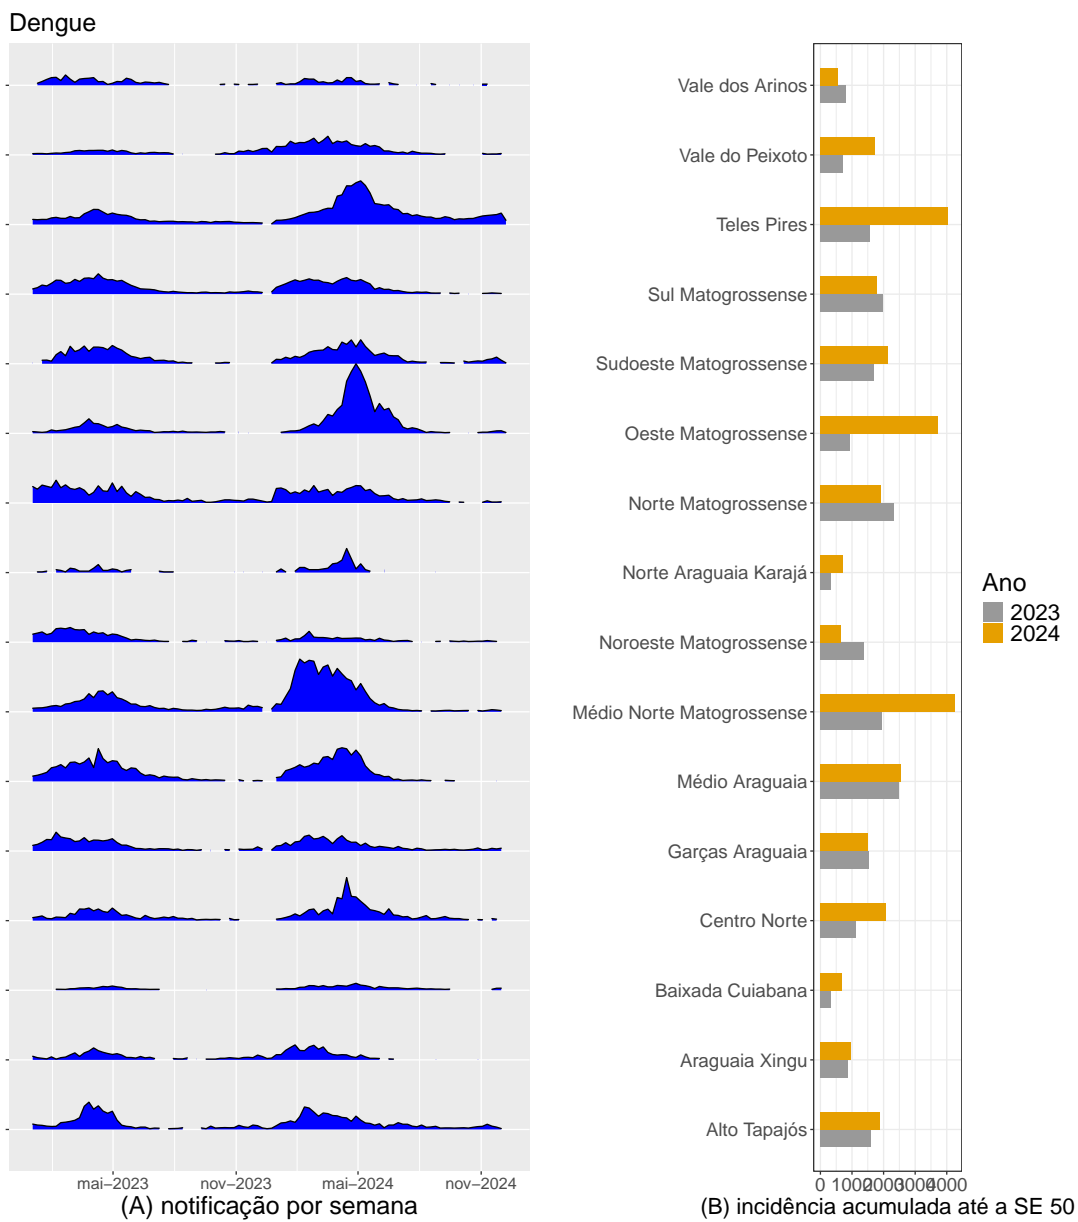 Dengue
Vale dos Arinos
Vale do Peixoto
Teles Pires
Sul Matogrossense
Sudoeste Matogrossense
Oeste Matogrossense
Norte Matogrossense
Norte Araguaia Karajá
Noroeste Matogrossense
Médio Norte Matogrossense
Médio Araguaia
Garças Araguaia
Centro Norte
Baixada Cuiabana
Araguaia Xingu
Alto Tapajós
Ano
2023
2024
mai–2023 nov–2023 mai–2024 nov–2024
0 1000 2000 3000 4000
(A) notificação por semana
(B) incidência acumulada até a SE 50